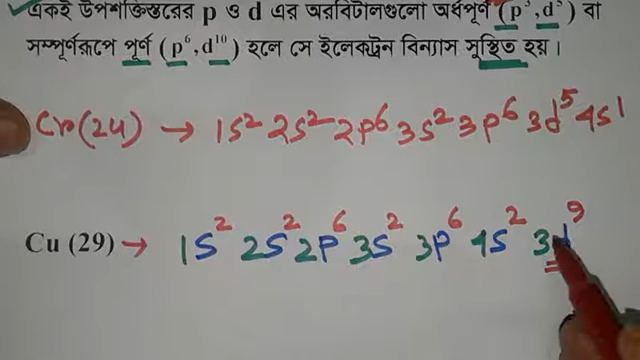 একই উপশক্তিস্তরের p ও d এর অরবিটালগুলো অর্ধপূর্ণ (p³,d⁵) বা
সম্পূর্ণরূপে পূর্ণ (p⁶,d¹⁰) হলে সে ইলেকট্রন বিন্যাস সুস্থিত হয়।
Cr(24) → 1s² 2s² 2p⁶ 3s² 3p⁶ 3d⁵ 4s¹
Cu (29) → 1s² 2s² 2p⁶ 3s² 3p⁶ 4s² 3d⁹